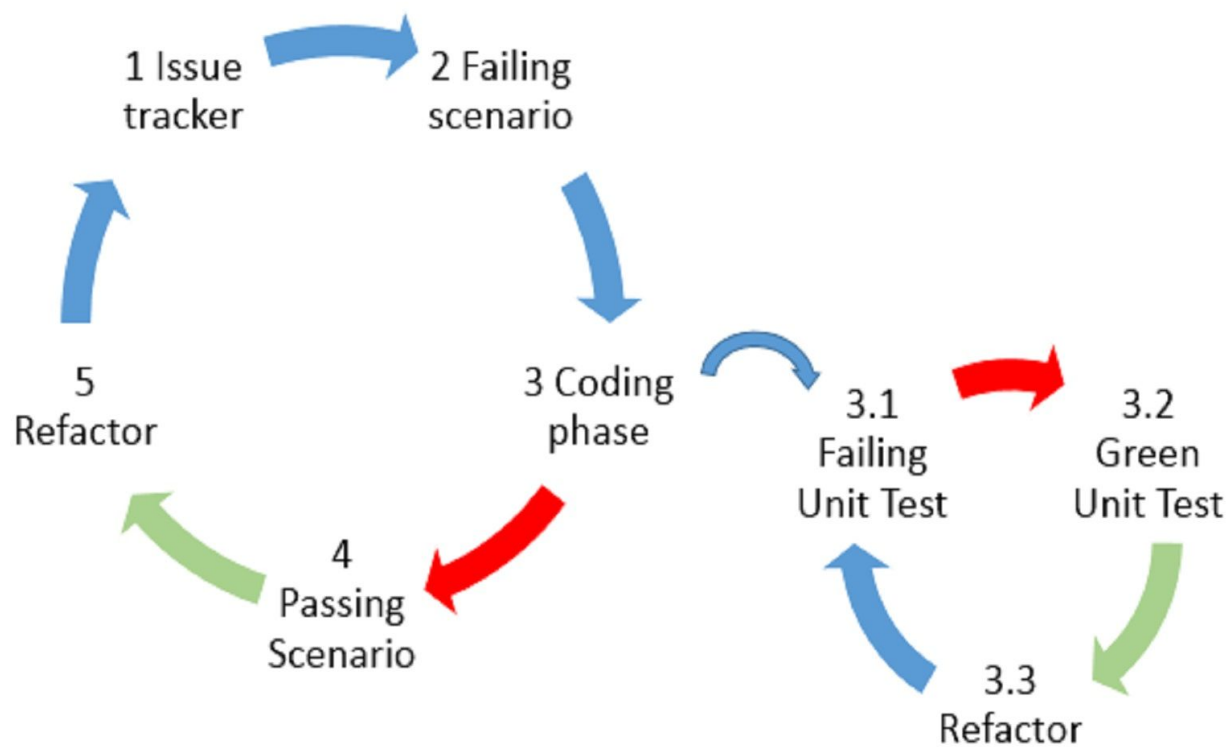 1 Issue
tracker
2 Failing
scenario
3 Coding
phase
3.1
Failing
Unit Test
3.2
Green
Unit Test
3.3
Refactor
4
Passing
Scenario
5
Refactor